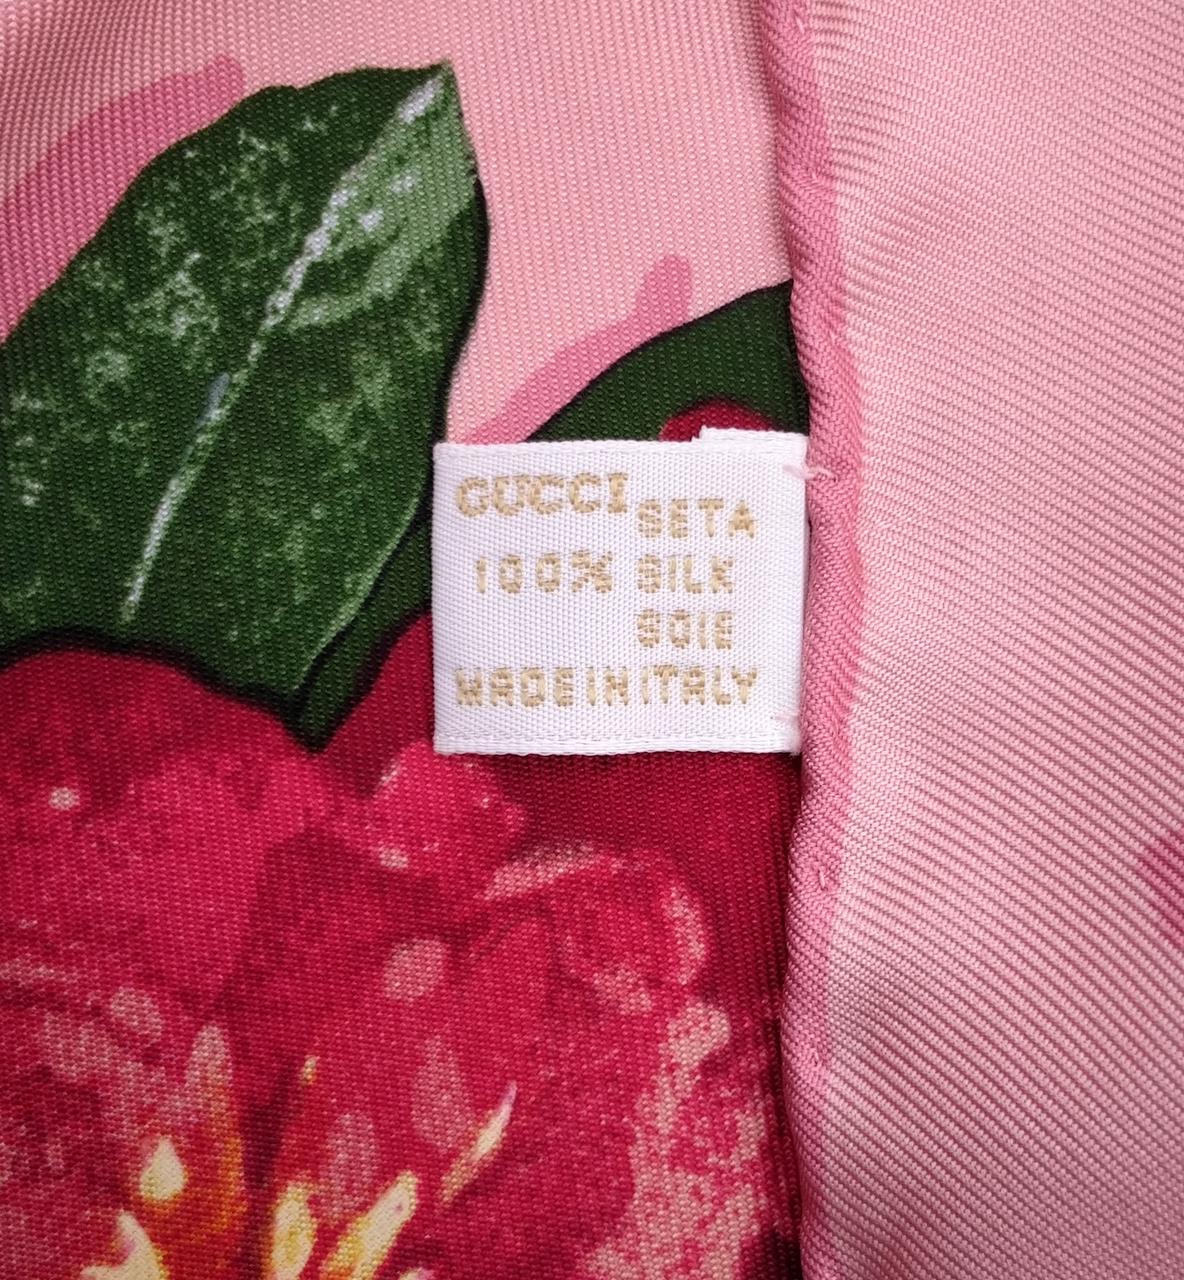 GUCCI SETA
100% SILK
SOIE
MADE IN ITALY